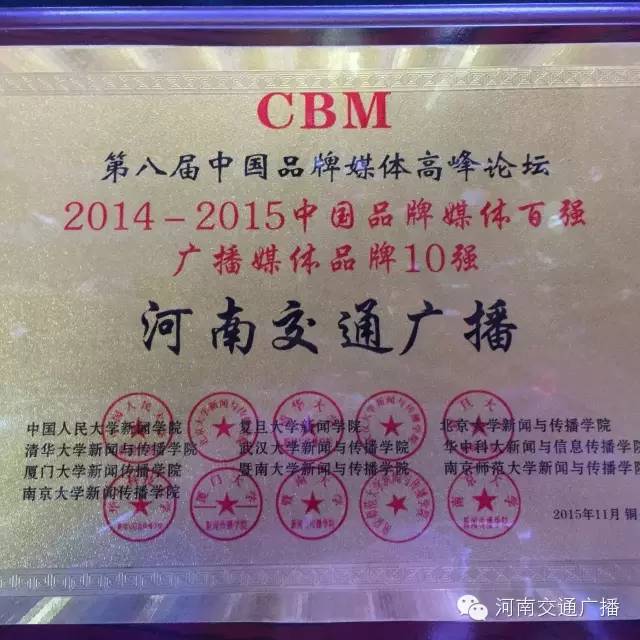 CBM
第八届中国品牌媒体高峰论坛
2014-2015中国品牌媒体百强
广播媒体品牌10强
河南交通广播
中国人民大学新闻学院 复旦大学新闻学院 北京大学新闻与传播学院
清华大学新闻与传播学院 武汉大学新闻与传播学院 华中科大新闻与信息传播学院
厦门大学新闻传播学院 暨南大学新闻与传播学院 南京师范大学新闻与传播学院
南京大学新闻传播学院
2015年11月 铜
河南交通广播